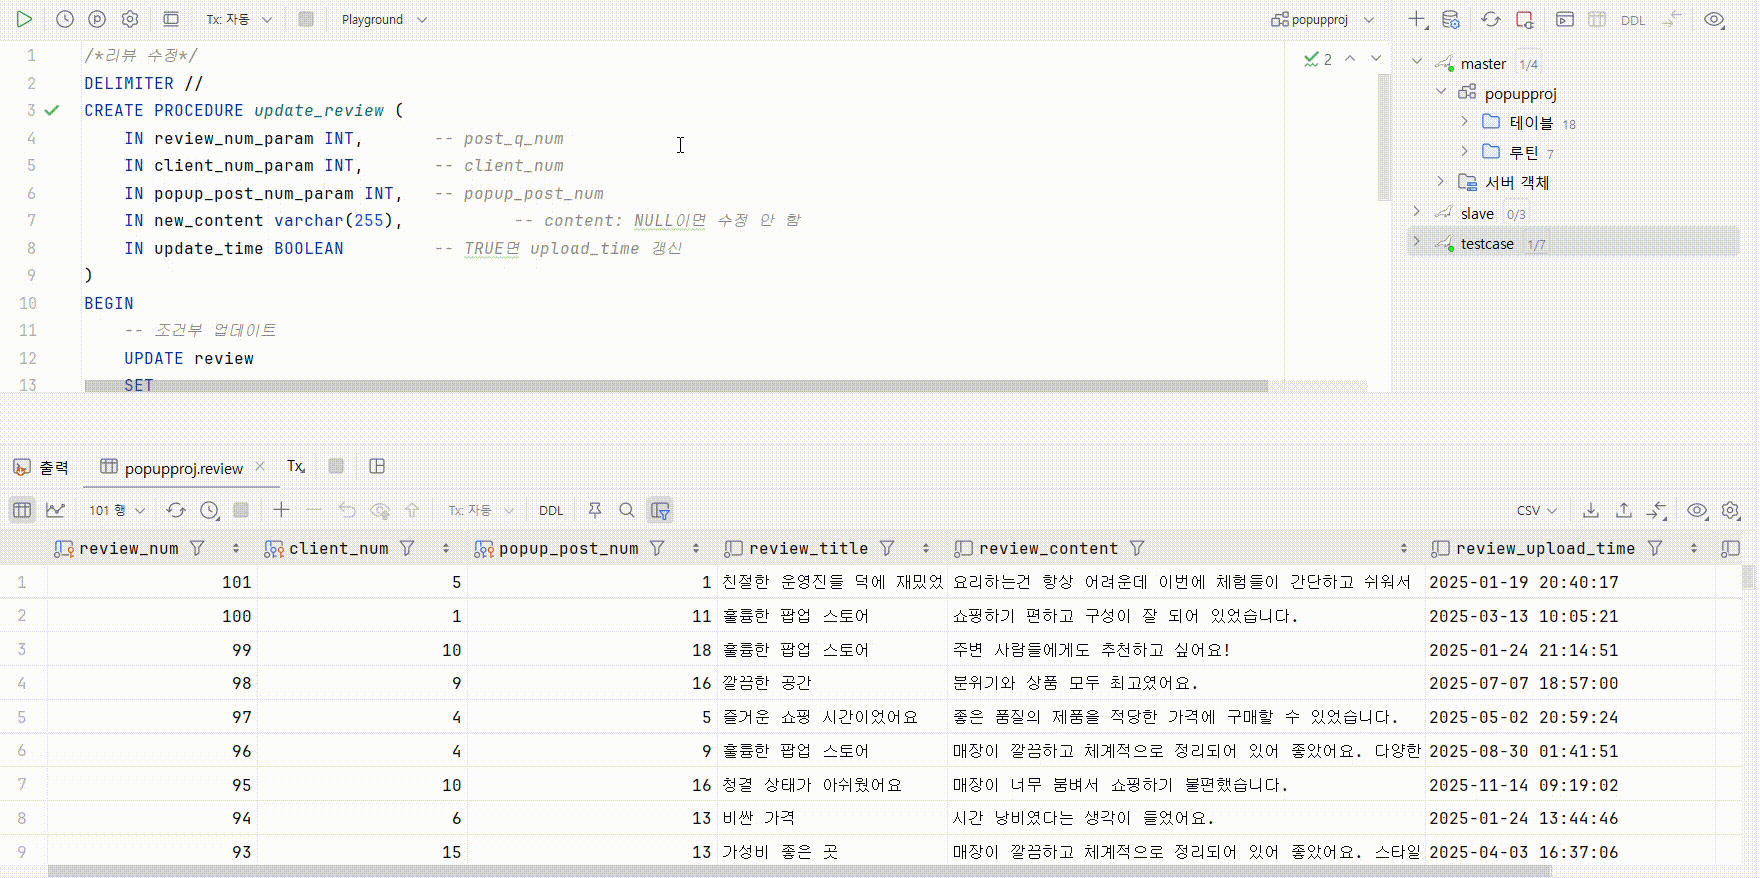 Tx: 자동
Playground
popupproj
DDL
1 /*리뷰 수정*/
2 DELIMITER //
3 CREATE PROCEDURE update_review (
4 IN review_num_param INT, -- post_q_num
5 IN client_num_param INT, -- client_num
6 IN popup_post_num_param INT, -- popup_post_num
7 IN new_content varchar(255), -- content: NULL이면 수정 안 함
8 IN update_time BOOLEAN -- TRUE면 upload_time 갱신
9 )
10 BEGIN
11 -- 조건부 업데이트
12 UPDATE review
13 SET
2
master 1/4
popupproj
테이블 18
루틴 7
서버 객체
slave 0/3
testcase 1/7
출력 popupproj.review × Tx
101 행 Tx: 자동 DDL CSV
review_num client_num popup_post_num review_title review_content review_upload_time
1 101 5 1 친절한 운영진들 덕에 재밌었 요리하는건 항상 어려운데 이번에 체험들이 간단하고 쉬워서 2025-01-19 20:40:17
2 100 1 11 훌륭한 팝업 스토어 쇼핑하기 편하고 구성이 잘 되어 있었습니다. 2025-03-13 10:05:21
3 99 10 18 훌륭한 팝업 스토어 주변 사람들에게도 추천하고 싶어요! 2025-01-24 21:14:51
4 98 9 16 깔끔한 공간 분위기와 상품 모두 최고였어요. 2025-07-07 18:57:00
5 97 4 5 즐거운 쇼핑 시간이었어요 좋은 품질의 제품을 적당한 가격에 구매할 수 있었습니다. 2025-05-02 20:59:24
6 96 4 9 훌륭한 팝업 스토어 매장이 깔끔하고 체계적으로 정리되어 있어 좋았어요. 다양한 2025-08-30 01:41:51
7 95 10 16 청결 상태가 아쉬웠어요 매장이 너무 붐벼서 쇼핑하기 불편했습니다. 2025-11-14 09:19:02
8 94 6 13 비싼 가격 시간 낭비였다는 생각이 들었어요. 2025-01-24 13:44:46
9 93 15 13 가성비 좋은 곳 매장이 깔끔하고 체계적으로 정리되어 있어 좋았어요. 스타일 2025-04-03 16:37:06